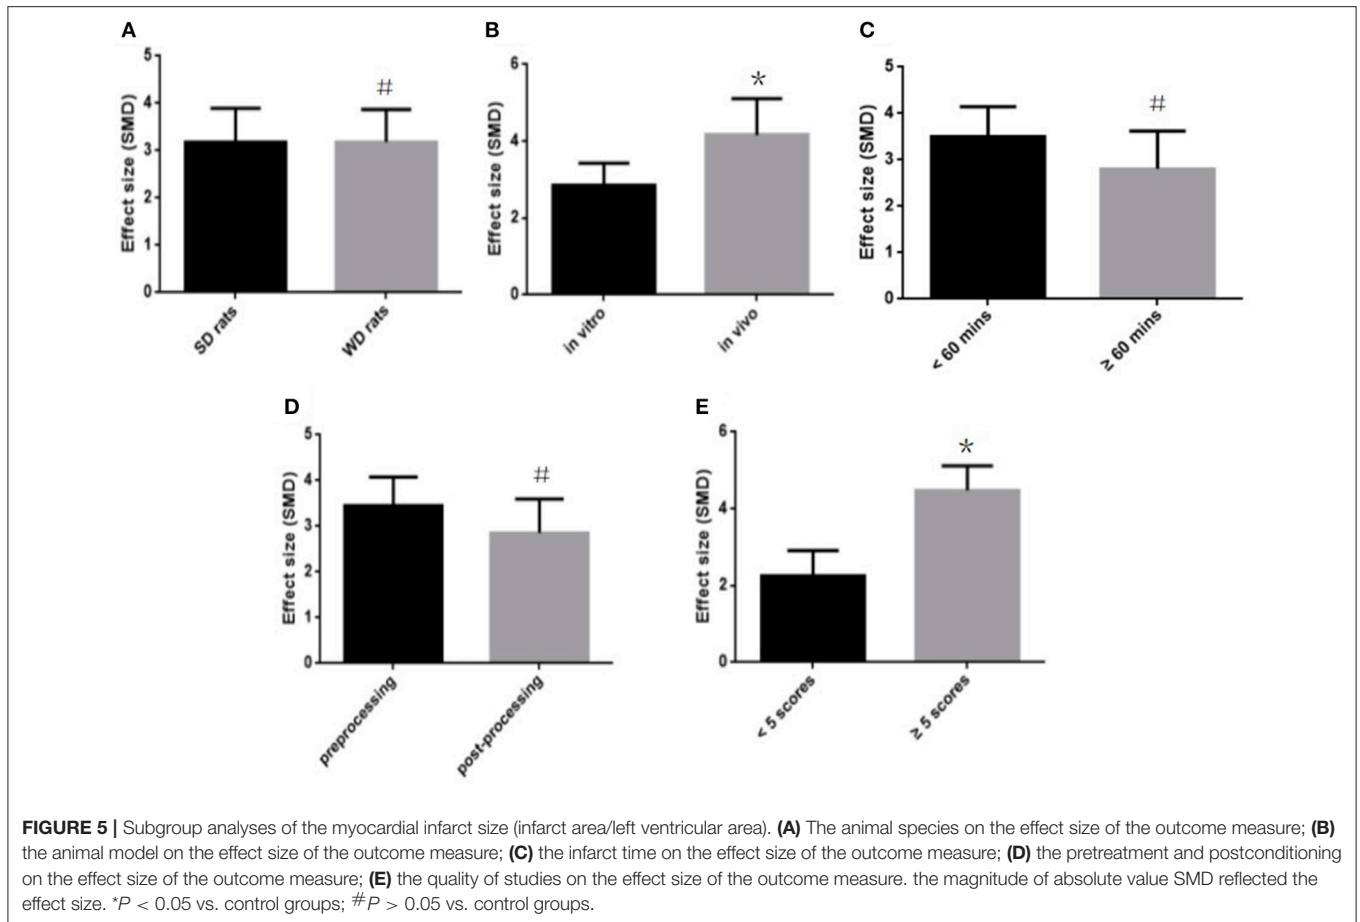 A
Effect size (SMD)
5
4
3
2
1
0
#
SD rats
WD rats
B
Effect size (SMD)
6
4
2
0
*
in vitro
in vivo
C
Effect size (SMD)
5
4
3
2
1
0
#
< 60 mins
≥ 60 mins
D
Effect size (SMD)
5
4
3
2
1
0
#
preprocessing
post-processing
E
Effect size (SMD)
6
4
2
0
*
< 5 scores
≥ 5 scores
FIGURE 5 | Subgroup analyses of the myocardial infarct size (infarct area/left ventricular area). (A) The animal species on the effect size of the outcome measure; (B)
the animal model on the effect size of the outcome measure; (C) the infarct time on the effect size of the outcome measure; (D) the pretreatment and postconditioning
on the effect size of the outcome measure; (E) the quality of studies on the effect size of the outcome measure. the magnitude of absolute value SMD reflected the
effect size. *P < 0.05 vs. control groups; #P > 0.05 vs. control groups.